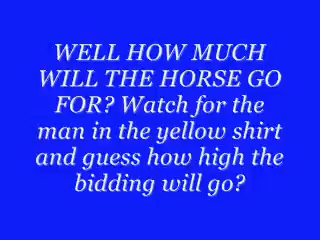 WELL HOW MUCH
WILL THE HORSE GO
FOR? Watch for the
man in the yellow shirt
and guess how high the
bidding will go?